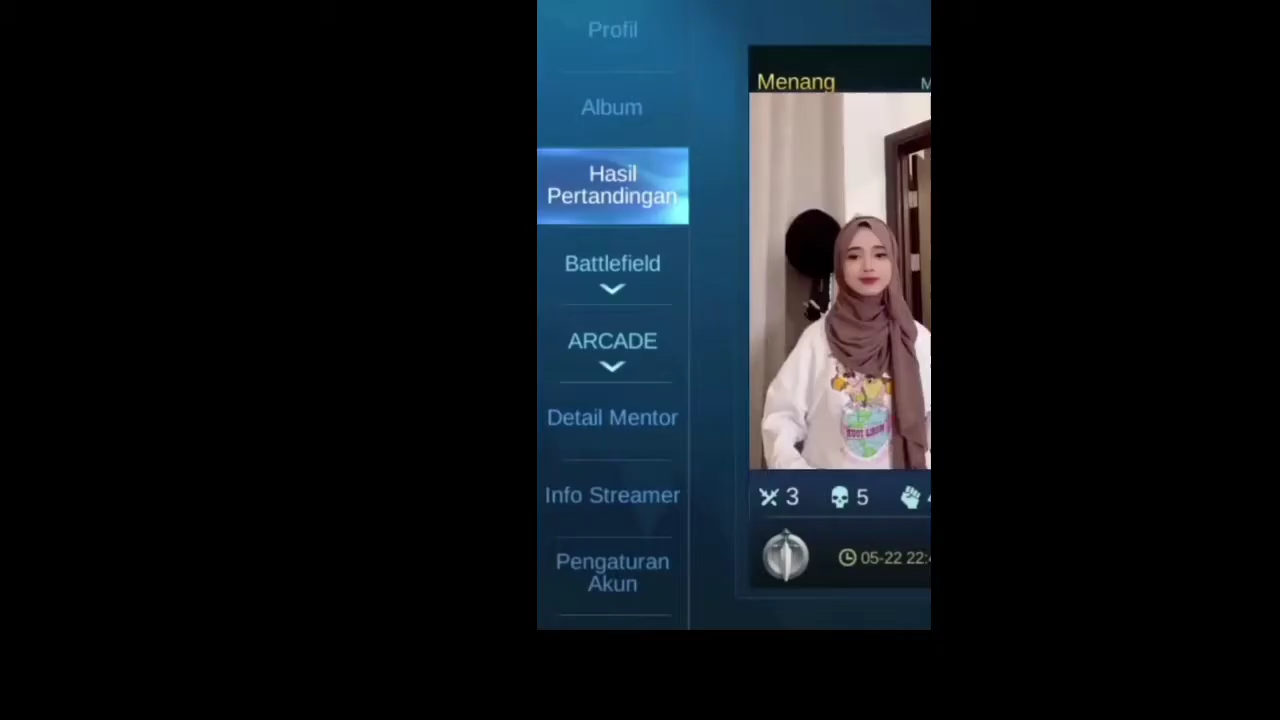 Profil
Album
Hasil
Pertandingan
Battlefield
ARCADE
Detail Mentor
Info Streamer
Pengaturan
Akun
Menang
M
3
5
05-22 22: